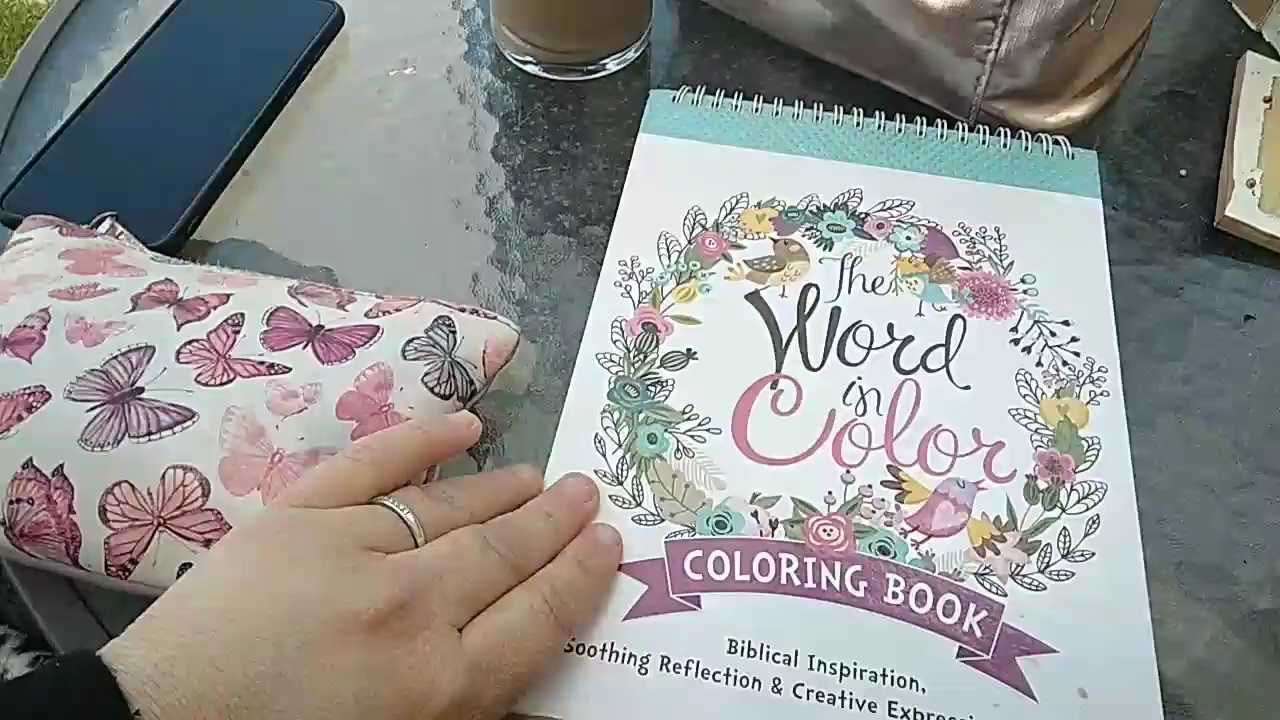 The
Word
in
Color
COLORING BOOK
Biblical Inspiration,
Soothing Reflection & Creative